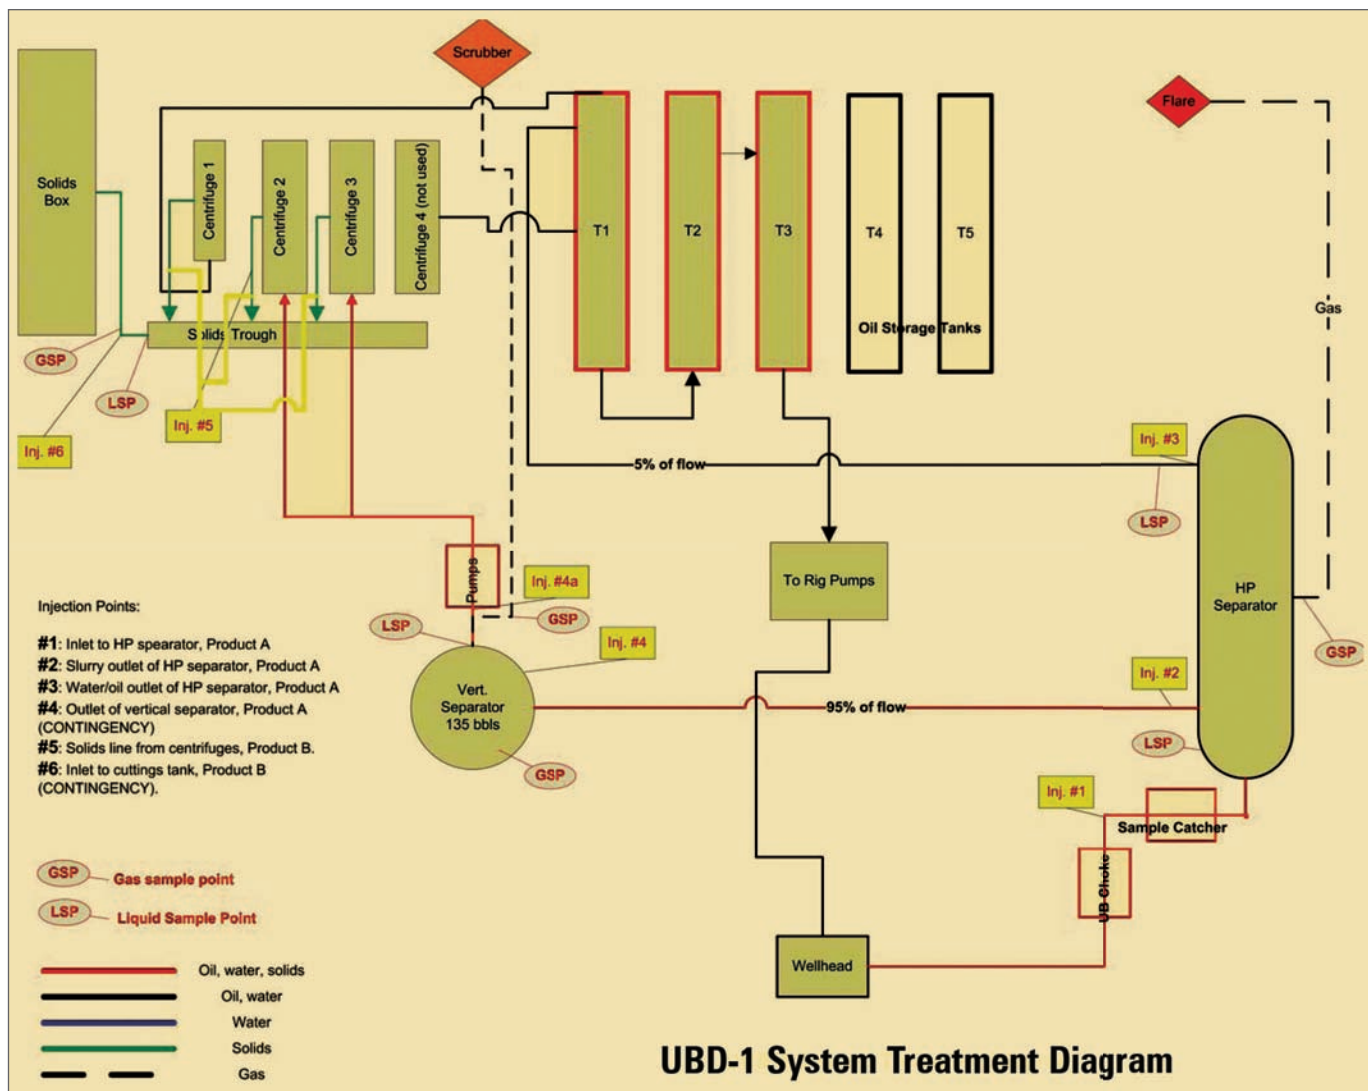 Scrubber
Flare
Solids
Box
Centrifuge 1
Centrifuge 2
Centrifuge 3
Centrifuge 4 (not used)
T1
T2
T3
T4
T5
Oil Storage Tanks
Gas
Solids Trough
GSP
LSP
Inj. #5
Inj. #6
5% of flow
Inj. #3
LSP
HP
Separator
GSP
Pumps
Inj. #4a
GSP
LSP
Inj. #4
To Rig Pumps
Vert.
Separator
135 bbls
GSP
95% of flow
Inj. #2
LSP
Inj. #1
Sample Catcher
UB Choke
Wellhead
Injection Points:
#1: Inlet to HP spearator, Product A
#2: Slurry outlet of HP separator, Product A
#3: Water/oil outlet of HP separator, Product A
#4: Outlet of vertical separator, Product A
(CONTINGENCY)
#5: Solids line from centrifuges, Product B.
#6: Inlet to cuttings tank, Product B
(CONTINGENCY).
GSP Gas sample point
LSP Liquid Sample Point
Oil, water, solids
Oil, water
Water
Solids
Gas
UBD-1 System Treatment Diagram